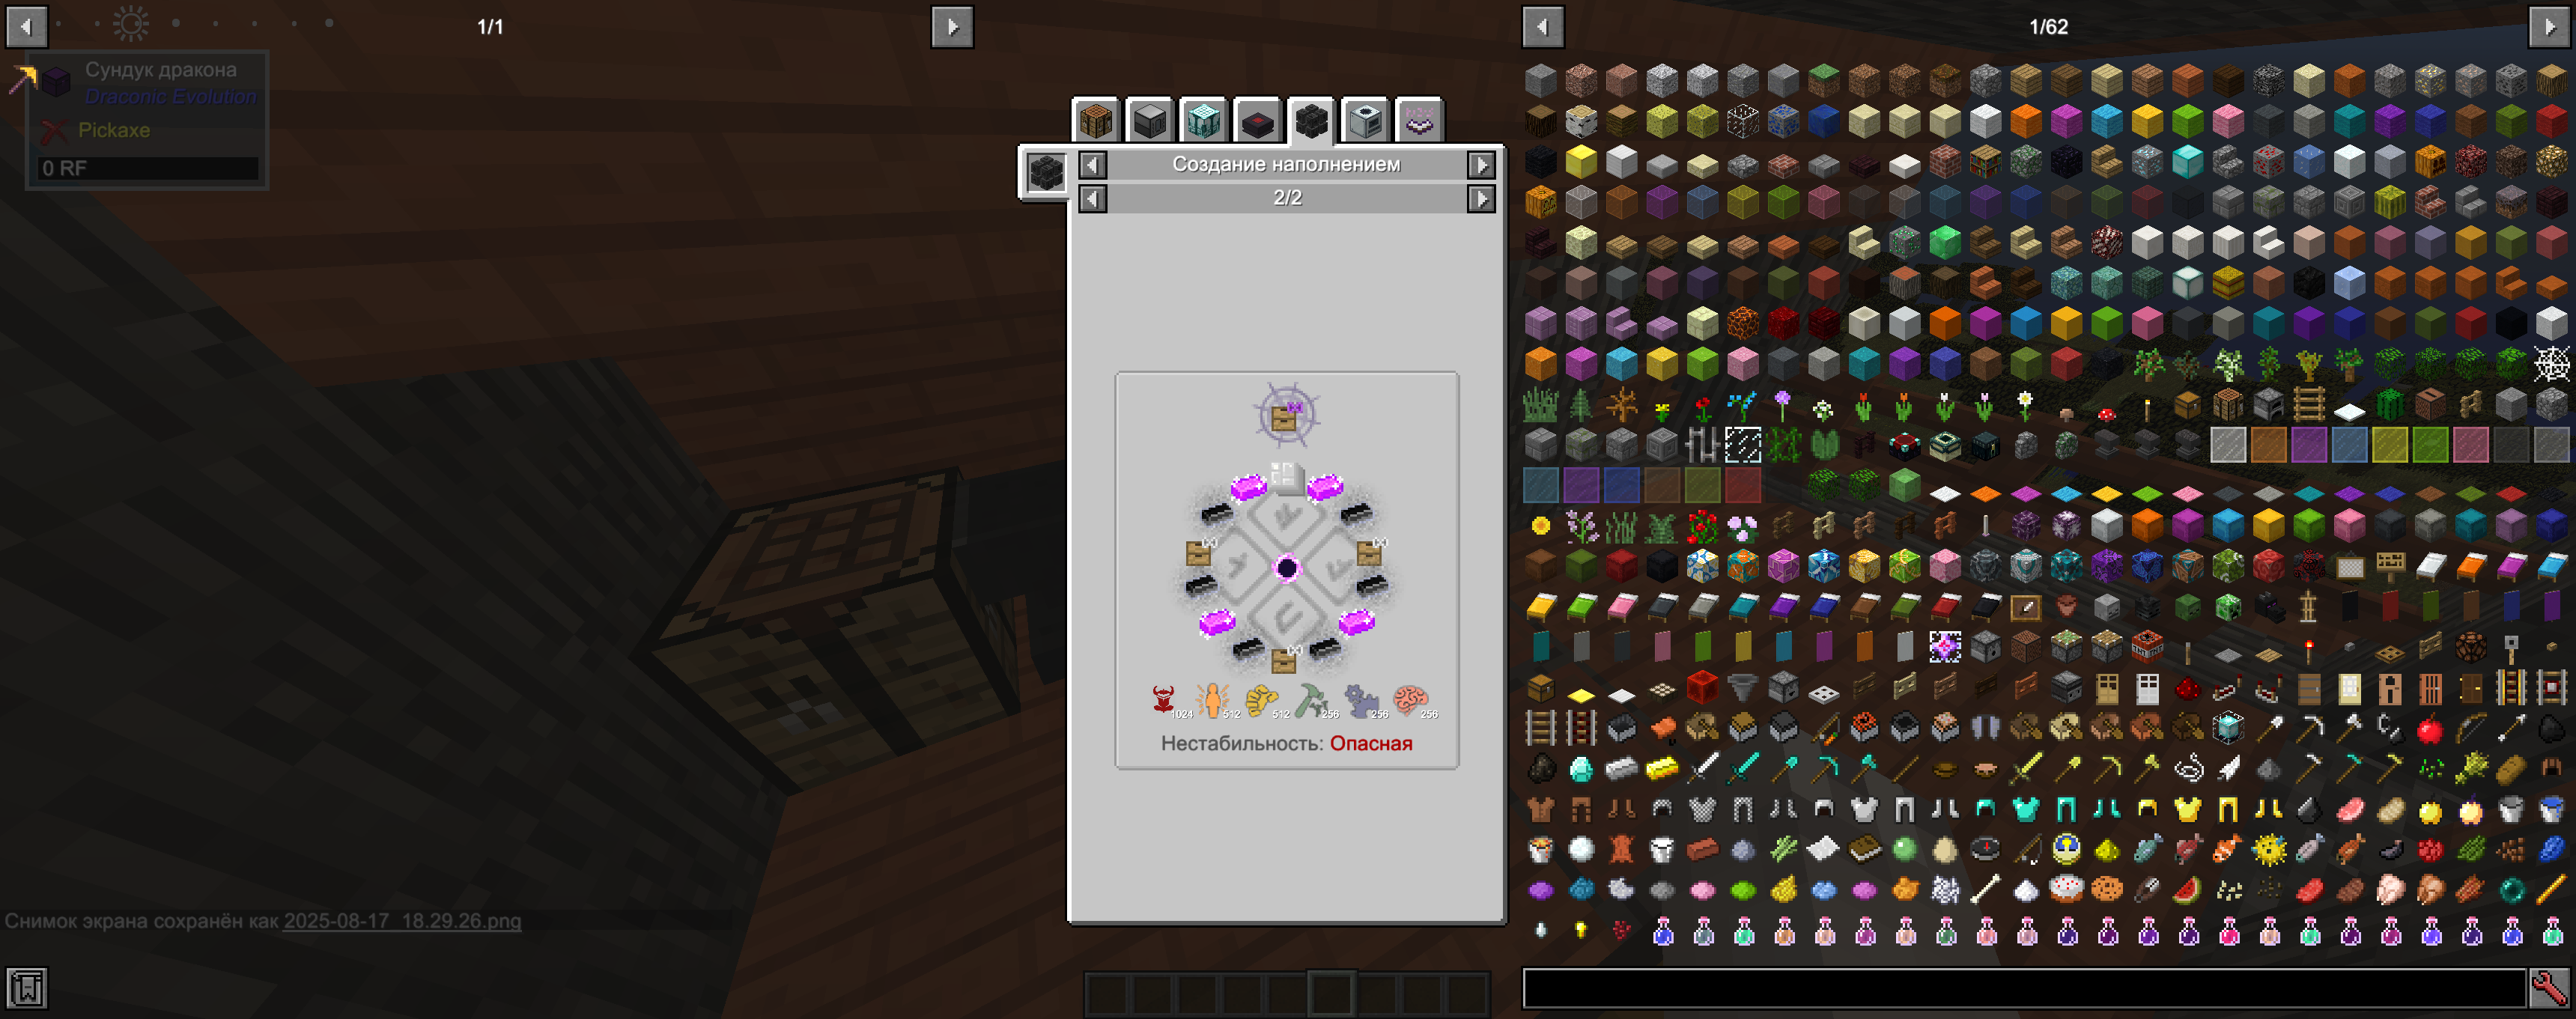 1/1
1/62
Сундук дракона
Draconic Evolution
Pickaxe
0 RF
Создание наполнением
2/2
1024
512
512
256
256
256
Нестабильность: Опасная
Снимок экрана сохранён как 2025-08-17_18.29.26.png